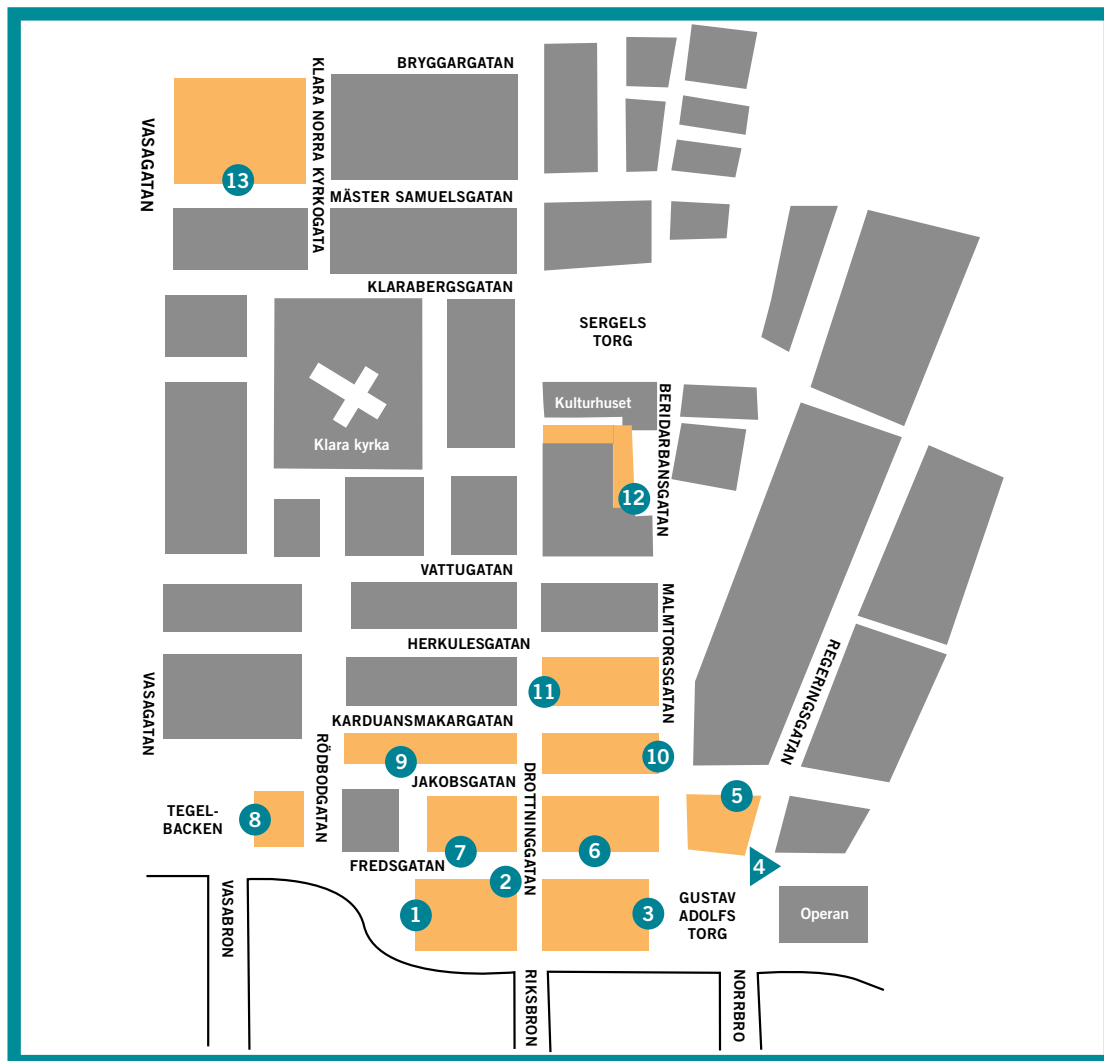 BRYGGARGATAN
KLARA NORRA KYRKOGATA
VASAGATAN
13
MÄSTER SAMUELSGATAN
KLARABERGSGATAN
SERGELS
TORG
Kulturhuset
BERIDARBANSGATAN
Klara kyrka
12
VATTUGATAN
MALMTORGSGATAN
HERKULESGATAN
REGERINGSGATAN
VASAGATAN
11
KARDUANSMAKARGATAN
RÖDBODGATAN
9
10
DROTTNINGGATAN
JAKOBSGATAN
5
TEGEL-
BACKEN
8
7
6
FREDSGATAN
4
2
VASABRON
1
3
GUSTAV
ADOLFS
TORG
Operan
RIKSBRON
NORRBRO